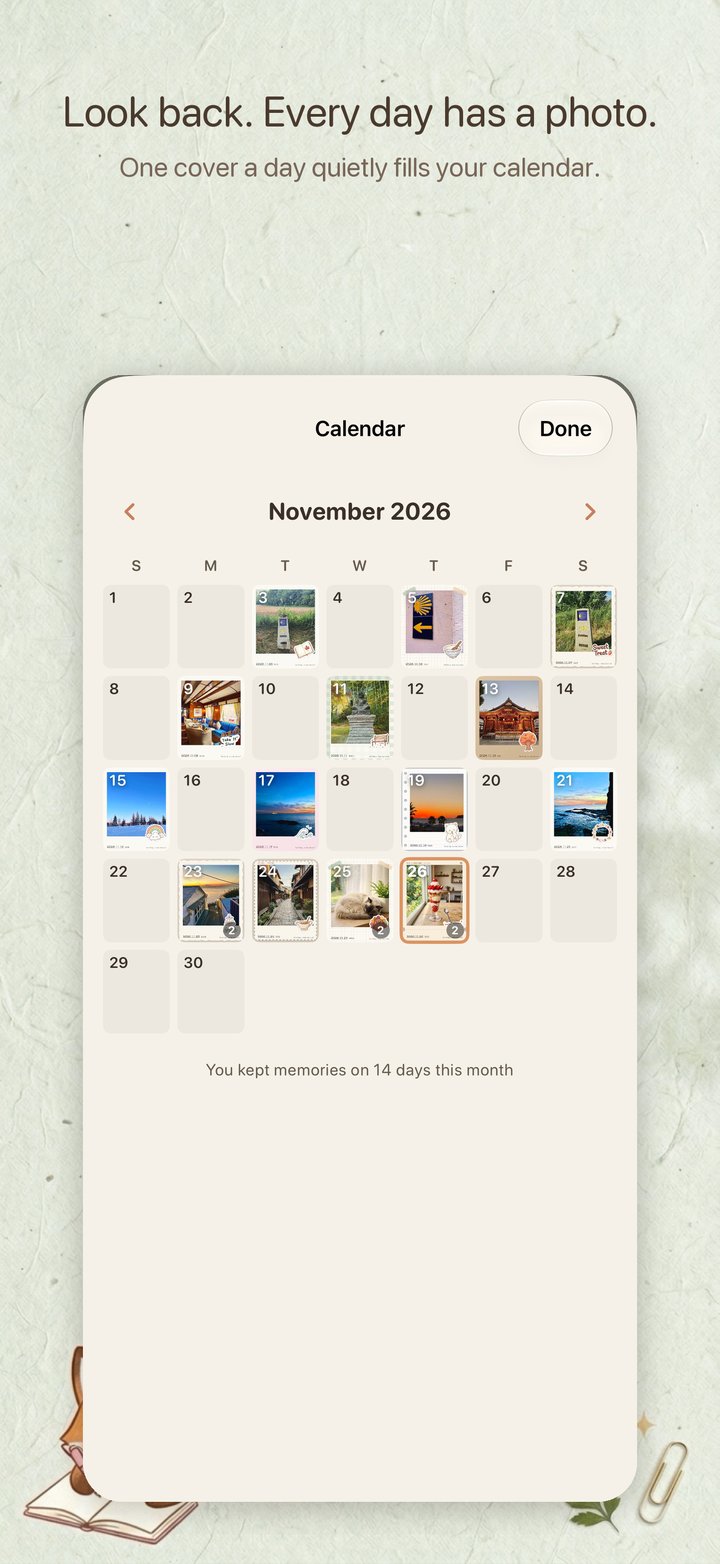 Look back. Every day has a photo.
One cover a day quietly fills your calendar.
Calendar
Done
November 2026
S M T W T F S
1 2 3 4 5 6 7
8 9 10 11 12 13 14
15 16 17 18 19 20 21
22 23 24 25 26 27 28
2 2 2
29 30
You kept memories on 14 days this month